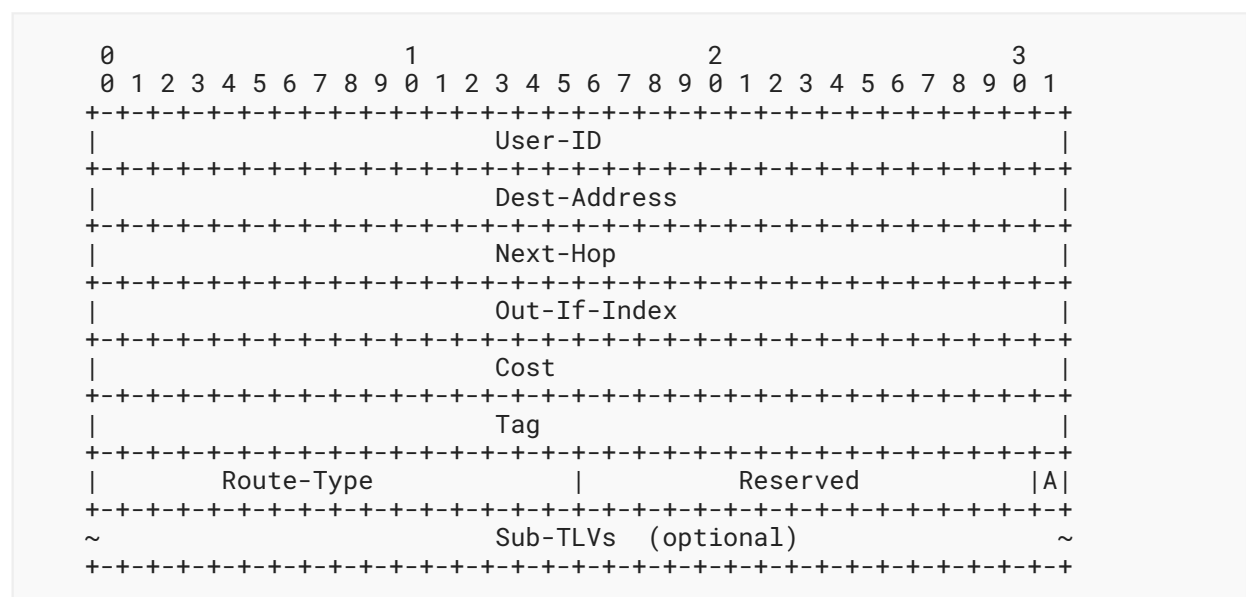 0                   1                   2                   3
 0 1 2 3 4 5 6 7 8 9 0 1 2 3 4 5 6 7 8 9 0 1 2 3 4 5 6 7 8 9 0 1
+-+-+-+-+-+-+-+-+-+-+-+-+-+-+-+-+-+-+-+-+-+-+-+-+-+-+-+-+-+-+-+-+
|                          User-ID                              |
+-+-+-+-+-+-+-+-+-+-+-+-+-+-+-+-+-+-+-+-+-+-+-+-+-+-+-+-+-+-+-+-+
|                          Dest-Address                         |
+-+-+-+-+-+-+-+-+-+-+-+-+-+-+-+-+-+-+-+-+-+-+-+-+-+-+-+-+-+-+-+-+
|                          Next-Hop                             |
+-+-+-+-+-+-+-+-+-+-+-+-+-+-+-+-+-+-+-+-+-+-+-+-+-+-+-+-+-+-+-+-+
|                          Out-If-Index                         |
+-+-+-+-+-+-+-+-+-+-+-+-+-+-+-+-+-+-+-+-+-+-+-+-+-+-+-+-+-+-+-+-+
|                          Cost                                 |
+-+-+-+-+-+-+-+-+-+-+-+-+-+-+-+-+-+-+-+-+-+-+-+-+-+-+-+-+-+-+-+-+
|                          Tag                                  |
+-+-+-+-+-+-+-+-+-+-+-+-+-+-+-+-+-+-+-+-+-+-+-+-+-+-+-+-+-+-+-+-+
|        Route-Type             |          Reserved           |A|
+-+-+-+-+-+-+-+-+-+-+-+-+-+-+-+-+-+-+-+-+-+-+-+-+-+-+-+-+-+-+-+-+
~                          Sub-TLVs  (optional)                 ~
+-+-+-+-+-+-+-+-+-+-+-+-+-+-+-+-+-+-+-+-+-+-+-+-+-+-+-+-+-+-+-+-+